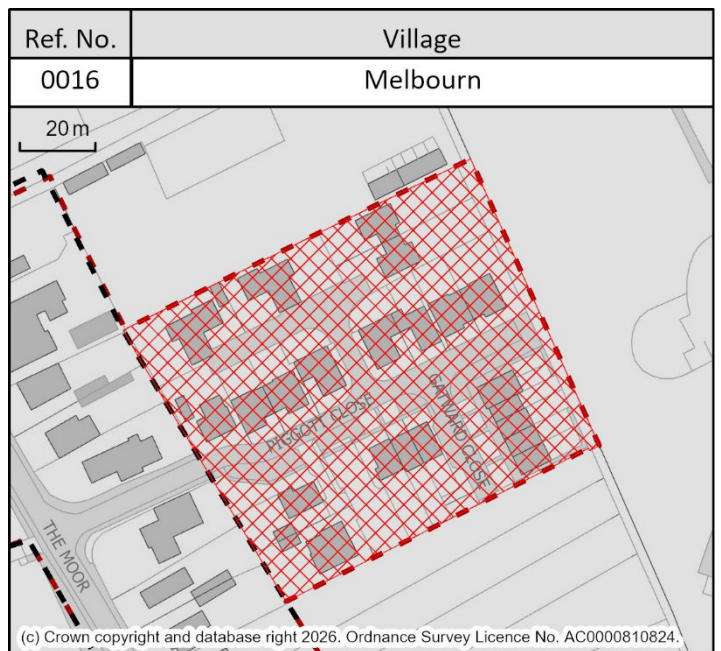 Ref. No. Village
0016 Melbourn
20 m
PIGGOTT CLOSE
GATWARD CLOSE
THE MOOR
(c) Crown copyright and database right 2026. Ordnance Survey Licence No. AC0000810824.